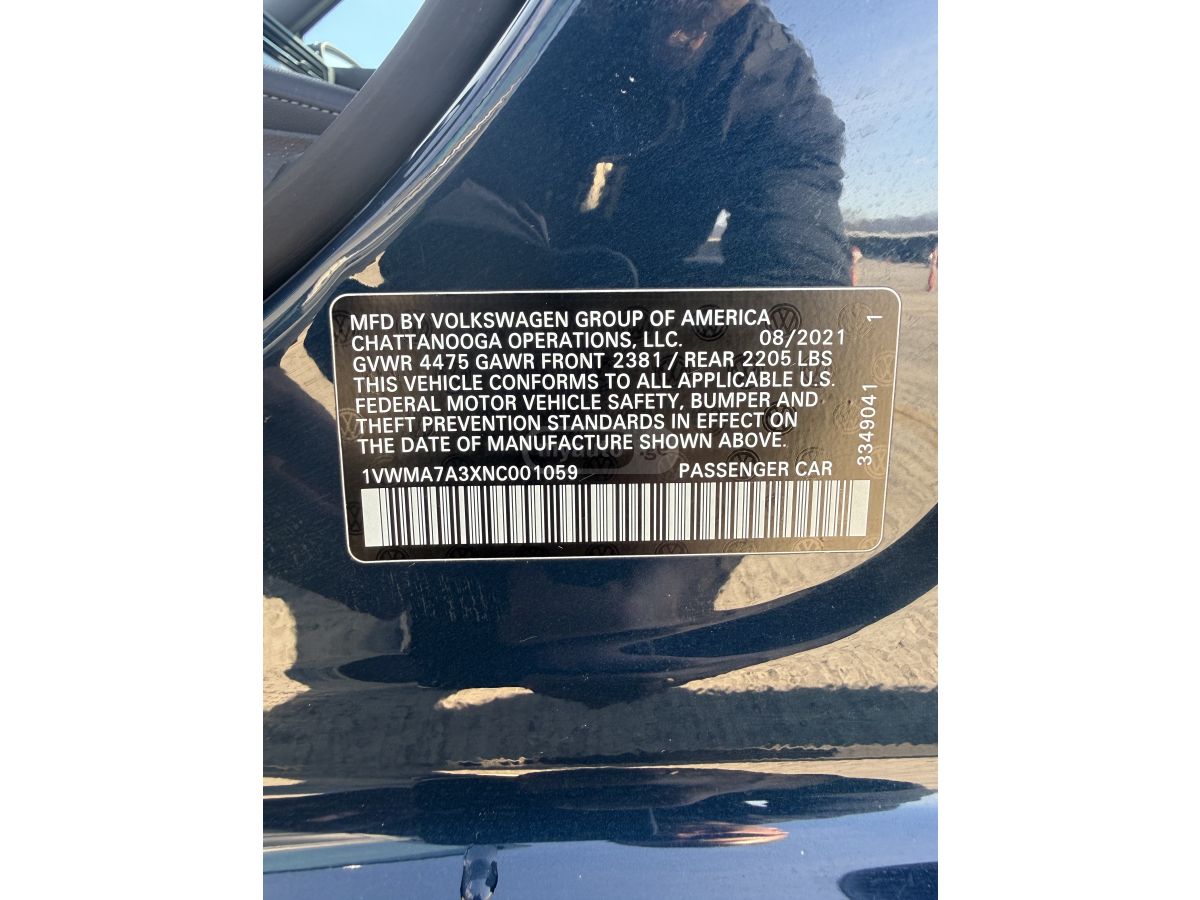 MFD BY VOLKSWAGEN GROUP OF AMERICA
CHATTANOOGA OPERATIONS, LLC. 08/2021
GVWR 4475 GAWR FRONT 2381 / REAR 2205 LBS
THIS VEHICLE CONFORMS TO ALL APPLICABLE U.S.
FEDERAL MOTOR VEHICLE SAFETY, BUMPER AND
THEFT PREVENTION STANDARDS IN EFFECT ON
THE DATE OF MANUFACTURE SHOWN ABOVE.
1VWMA7A3XNC001059 PASSENGER CAR
3349041 1